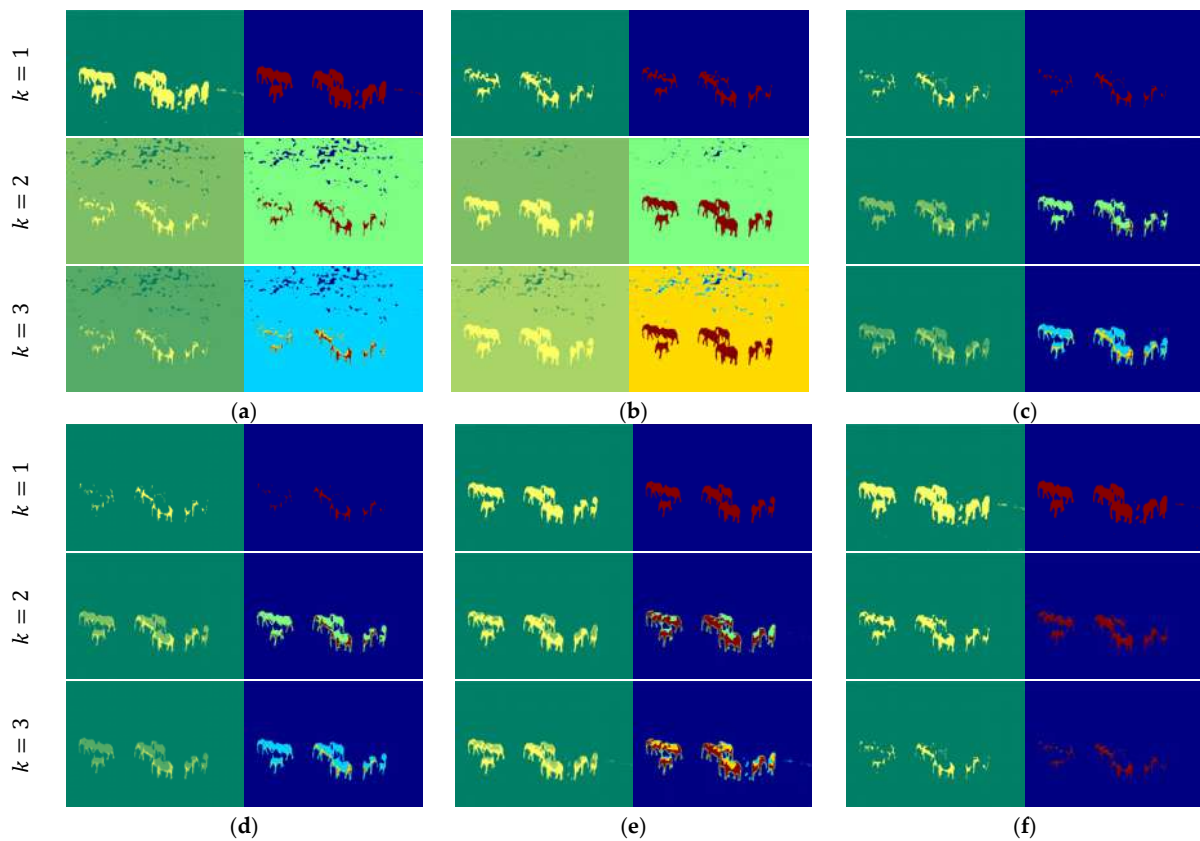 k = 1
k = 2
k = 3
(a)
(b)
(c)
k = 1
k = 2
k = 3
(d)
(e)
(f)